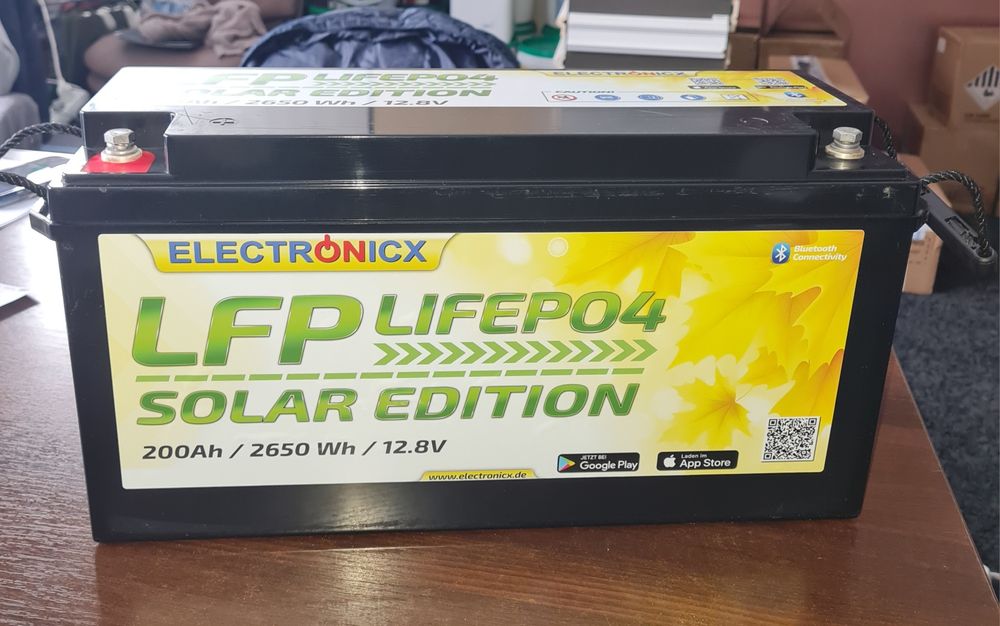 LFP LIFEPO4
SOLAR EDITION
/ 2650 Wh / 12.8V
ELECTRONICX
CAUTION!
ELECTRONICX
Bluetooth
Connectivity
LFP LIFEPO4
SOLAR EDITION
200Ah / 2650 Wh / 12.8V
JETZT BEI
Google Play
Laden im
App Store
www.electronicx.de